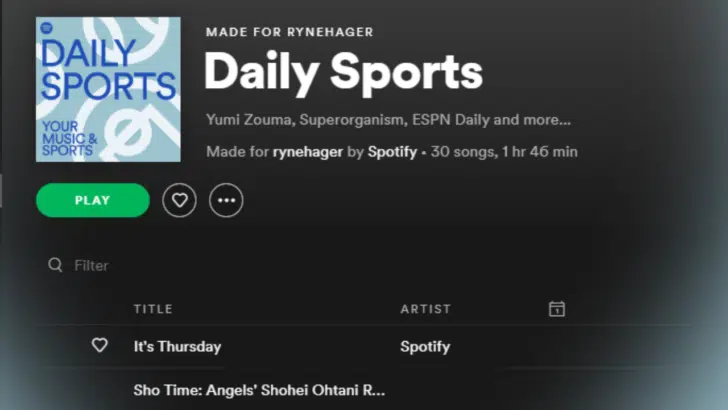 DAILY
SPORTS
YOUR
MUSIC &
SPORTS
MADE FOR RYNEHAGER
Daily Sports
Yumi Zouma, Superorganism, ESPN Daily and more...
Made for rynehager by Spotify • 30 songs, 1 hr 46 min
PLAY
Filter
TITLE ARTIST 1
It's Thursday Spotify
Sho Time: Angels' Shohei Ohtani R...